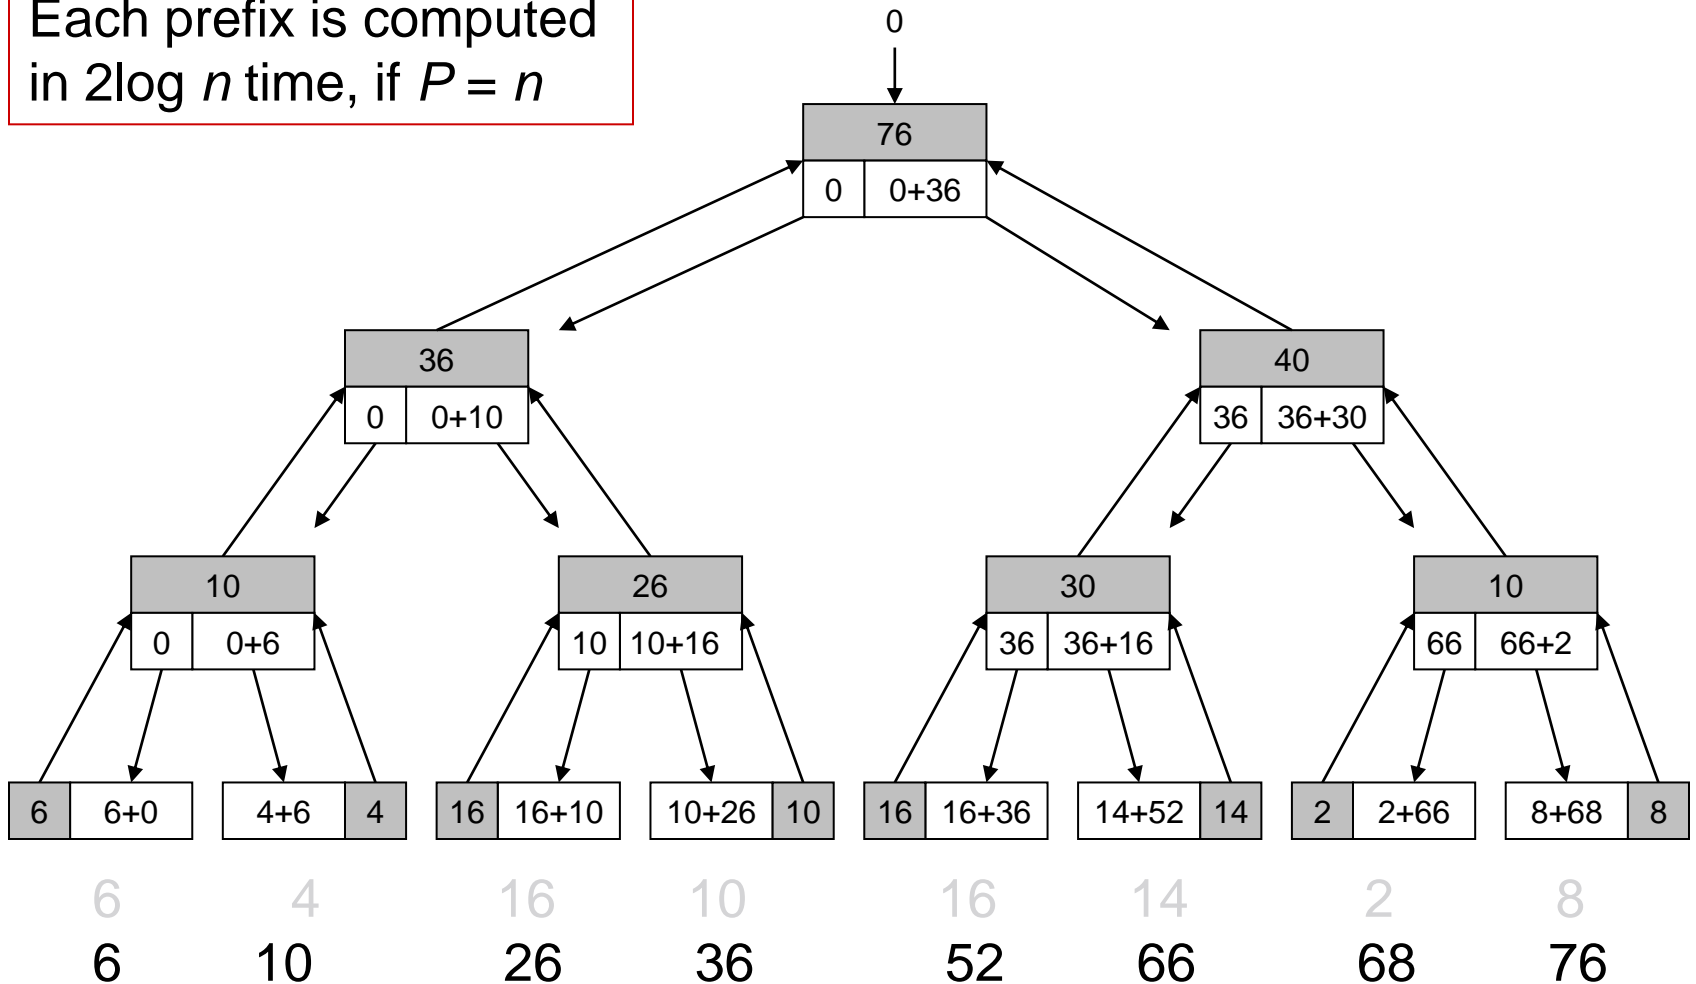 Each prefix is computed
in 2log n time, if P = n
0
76
0 0+36
36 40
0 0+10 36 36+30
10 26 30 10
0 0+6 10 10+16 36 36+16 66 66+2
6 6+0 4+6 4 16 16+10 10+26 10 16 16+36 14+52 14 2 2+66 8+68 8
6 4 16 10 16 14 2 8
6 10 26 36 52 66 68 76